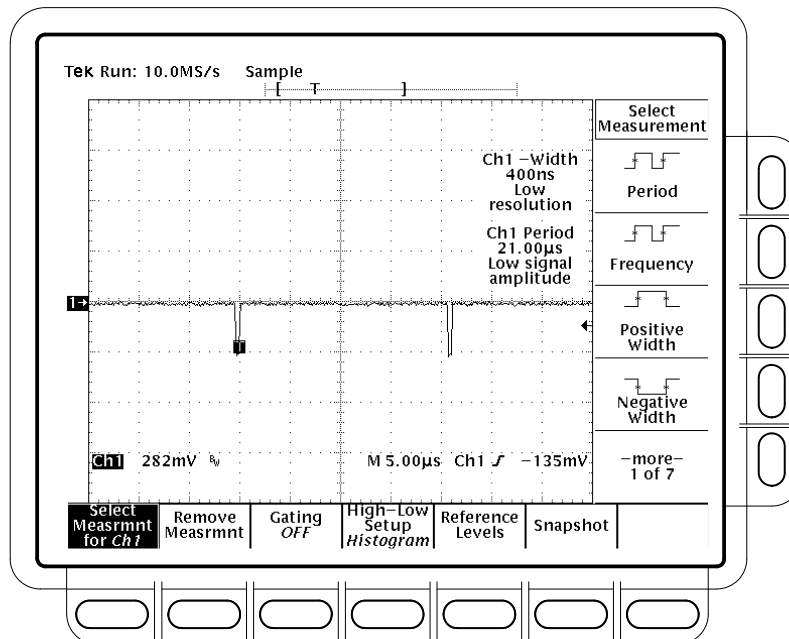 Tek Run: 10.0MS/s Sample
[ T ]
Select
Measurement
Period
Frequency
Positive
Width
Negative
Width
–more–
1 of 7
Ch1 –Width
400ns
Low
resolution
Ch1 Period
21.00µs
Low signal
amplitude
1→
T
Ch1 282mV BW M 5.00µs Ch1 –135mV
Select
Measrmnt
for Ch1
Remove
Measrmnt
Gating
OFF
High–Low
Setup
Histogram
Reference
Levels
Snapshot